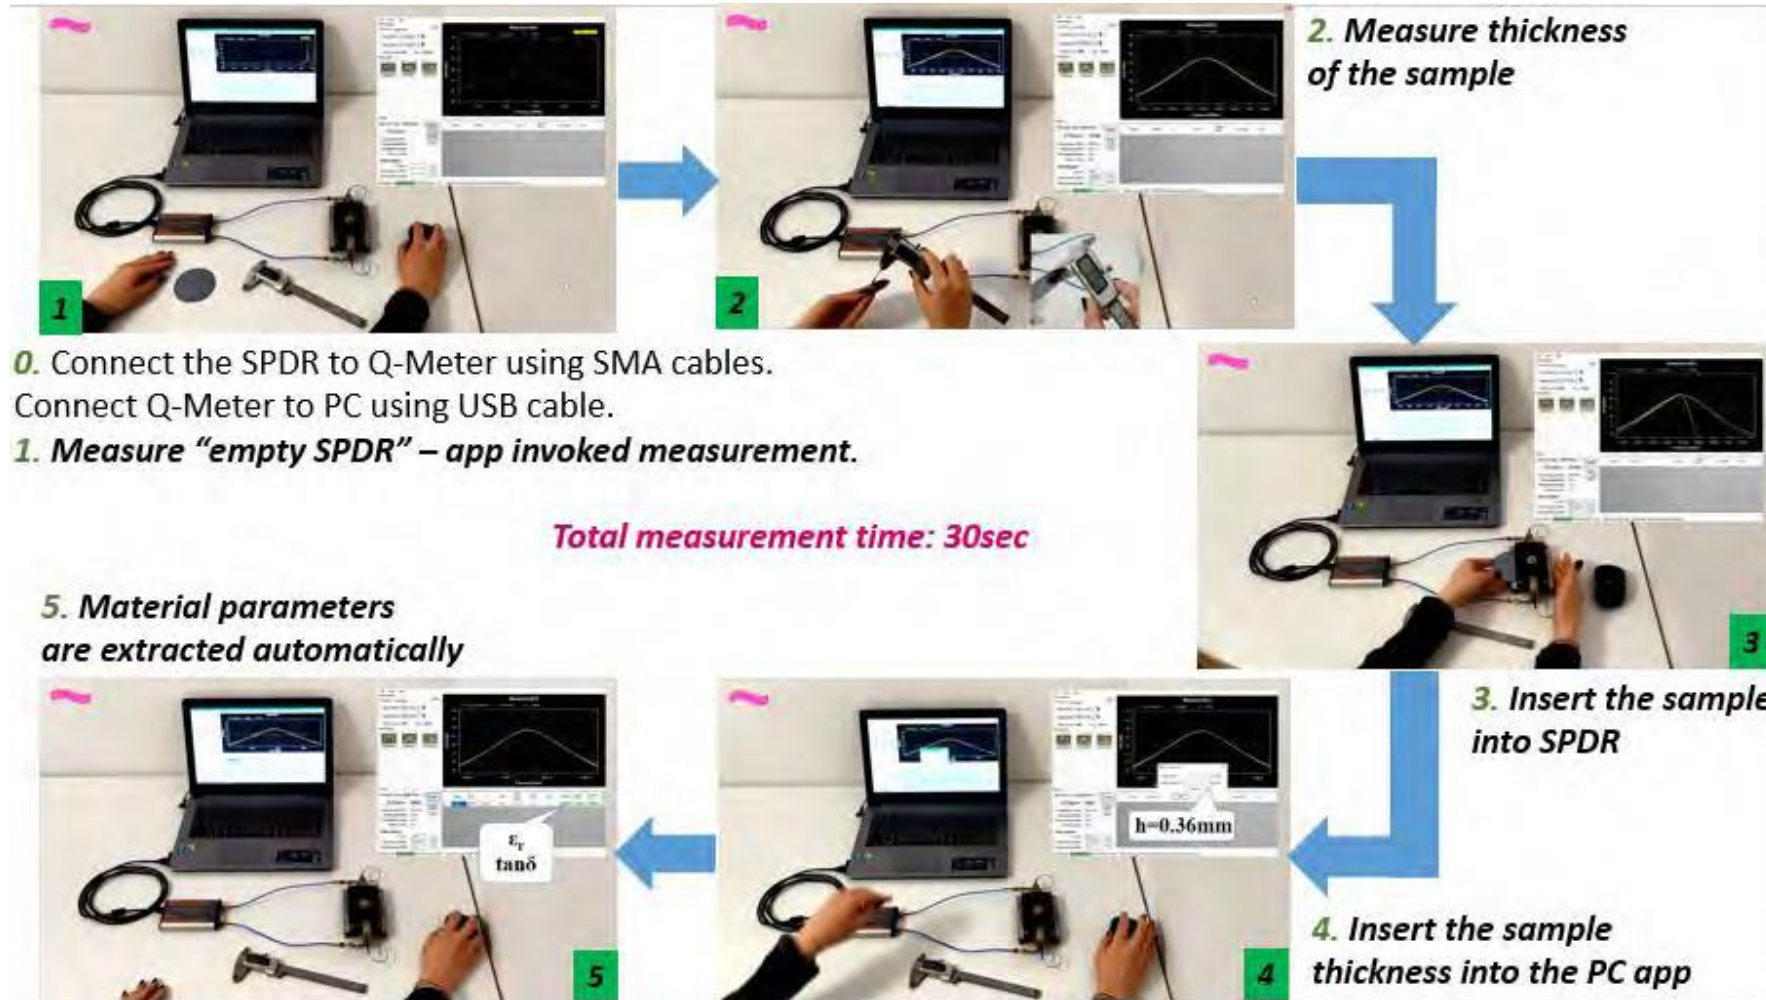 2. Measure thickness
of the sample
1
2
0. Connect the SPDR to Q-Meter using SMA cables.
Connect Q-Meter to PC using USB cable.
1. Measure “empty SPDR” – app invoked measurement.
Total measurement time: 30sec
3
3. Insert the sample
into SPDR
h=0.36mm
4
4. Insert the sample
thickness into the PC app
5. Material parameters
are extracted automatically
εr
tanδ
5